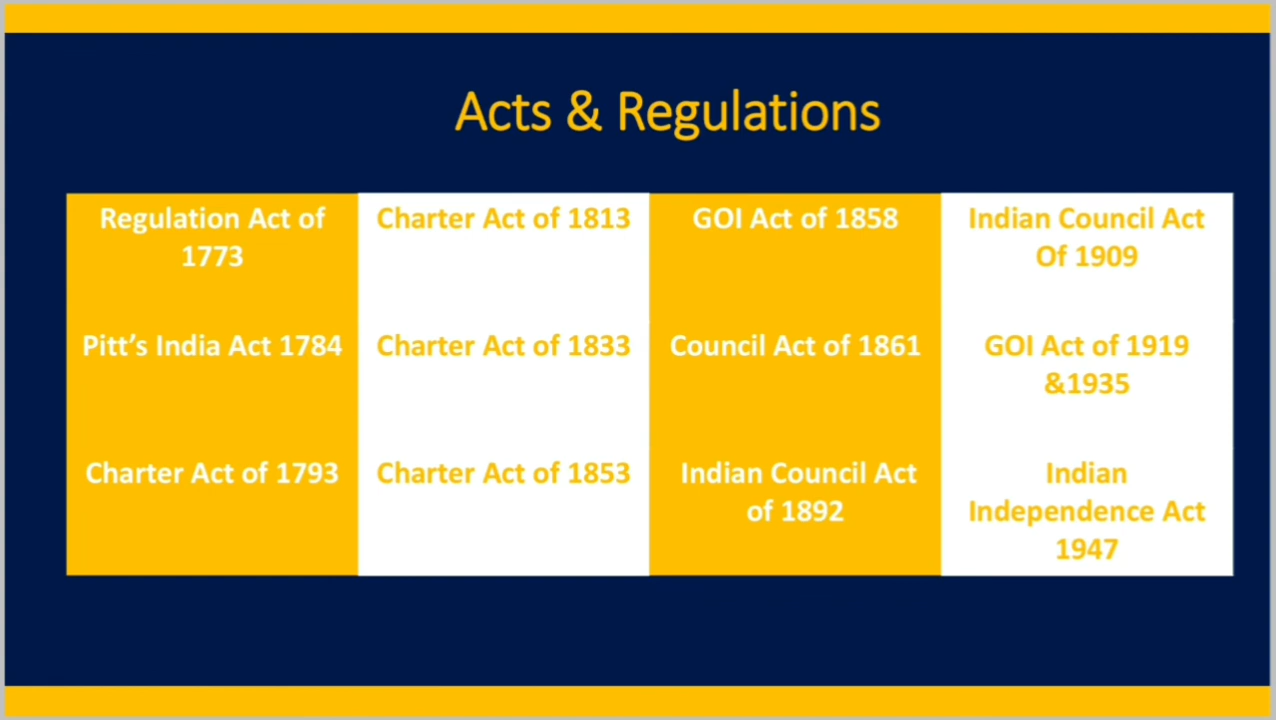 Acts & Regulations
Regulation Act of
1773
Charter Act of 1813
GOI Act of 1858
Indian Council Act
Of 1909
Pitt’s India Act 1784
Charter Act of 1833
Council Act of 1861
GOI Act of 1919
&1935
Charter Act of 1793
Charter Act of 1853
Indian Council Act
of 1892
Indian
Independence Act
1947